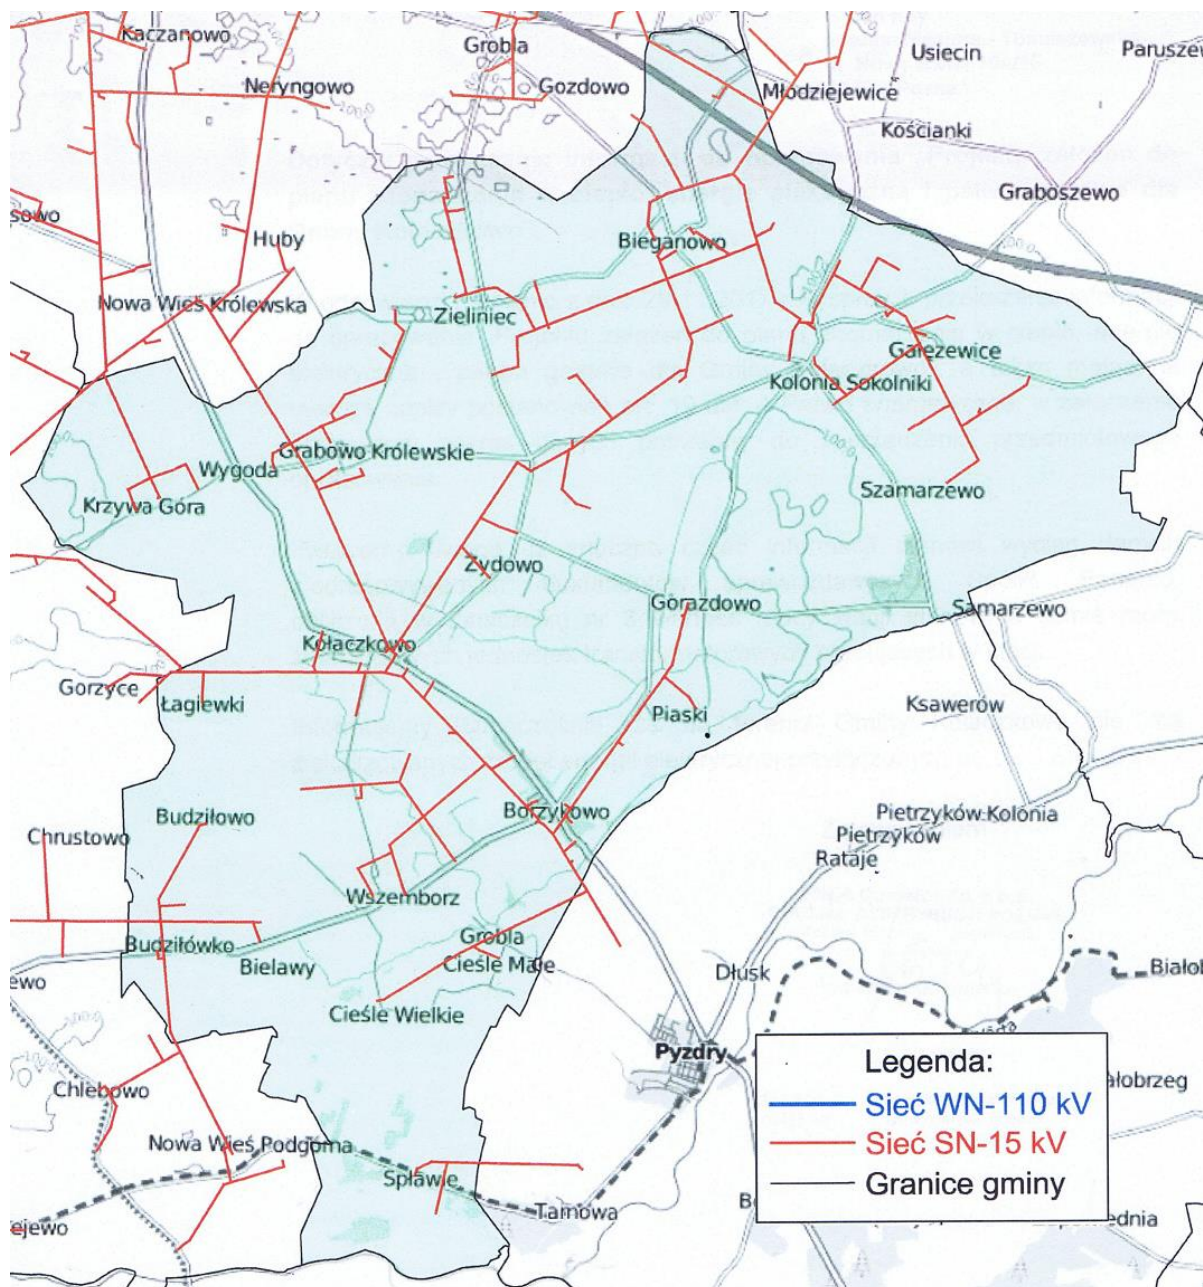 Kaczanowo
Grobla
Usiecin
Paruszew
Neryngowo
Gozdowo
Młodziejewice
Kościanki
Graboszewo
sowo
Huby
Bieganowo
Nowa Wieś Królewska
Zieliniec
Gałęzewice
Kolonia Sokolniki
Grabowo Królewskie
Wygoda
Krzywa Góra
Szamarzewo
Żydowo
Gorazdowo
Samarzewo
Kołaczkowo
Gorzyce
Łagiewki
Piaski
Ksawerów
Budziłowo
Borzykowo
Pietrzyków Kolonia
Chrustowo
Pietrzyków
Rataje
Wszemborz
Budziłówko
Bielawy
Grobla
Cieśle Małe
Dłusk
Białob
ewo
Cieśle Wielkie
Pyzdry
Legenda:
Sieć WN-110 kV
Sieć SN-15 kV
Granice gminy
Chlebowo
ałobrzeg
Nowa Wieś Podgórna
Spławie
Tarnowa
ejewo
dnia